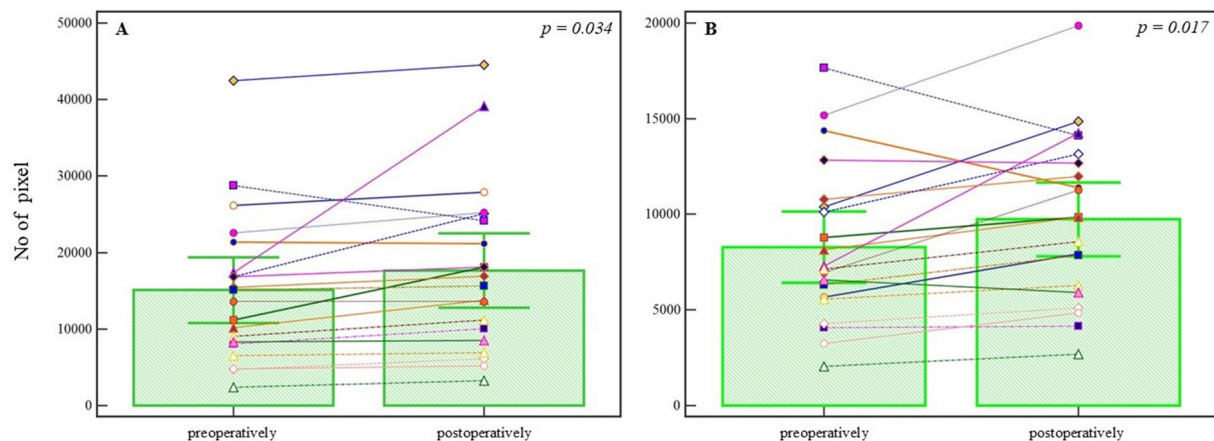 A
p = 0.034
50000
40000
30000
20000
10000
0
No of pixel
preoperatively
postoperatively
B
p = 0.017
20000
15000
10000
5000
0
preoperatively
postoperatively